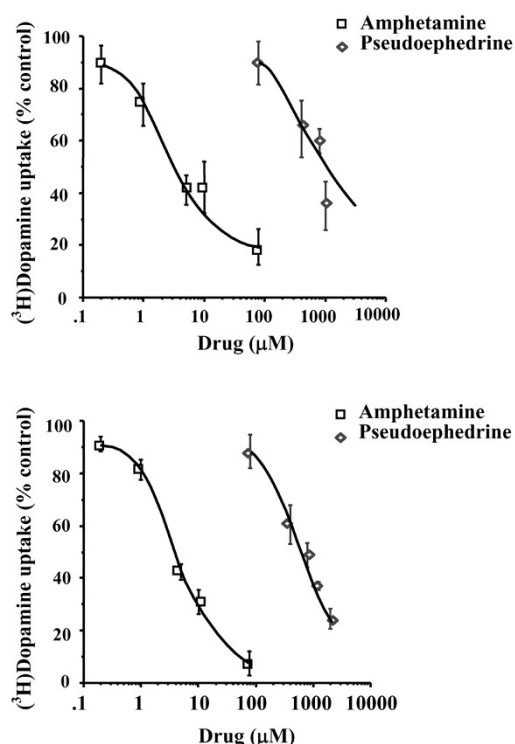 Amphetamine
Pseudoephedrine
(³H)Dopamine uptake (% control)
100
80
60
40
20
0
.1 1 10 100 1000 10000
Drug (μM)
Amphetamine
Pseudoephedrine
(³H)Dopamine uptake (% control)
100
80
60
40
20
0
.1 1 10 100 1000 10000
Drug (μM)